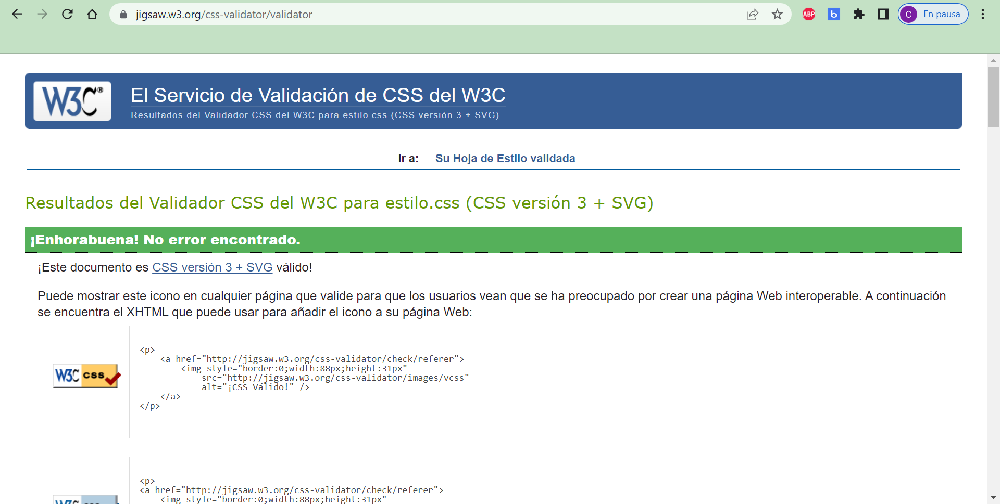 jigsaw.w3.org/css-validator/validator
ABP
b
C
En pausa
W3C®
El Servicio de Validación de CSS del W3C
Resultados del Validador CSS del W3C para estilo.css (CSS versión 3 + SVG)
Ir a: Su Hoja de Estilo validada
Resultados del Validador CSS del W3C para estilo.css (CSS versión 3 + SVG)
¡Enhorabuena! No error encontrado.
¡Este documento es CSS versión 3 + SVG válido!
Puede mostrar este icono en cualquier página que valide para que los usuarios vean que se ha preocupado por crear una página Web interoperable. A continuación
se encuentra el XHTML que puede usar para añadir el icono a su página Web:
W3C css
<p>
<a href="http://jigsaw.w3.org/css-validator/check/referer">
<img style="border:0;width:88px;height:31px"
src="http://jigsaw.w3.org/css-validator/images/vcss"
alt="¡CSS Válido!" />
</a>
</p>
<p>
<a href="http://jigsaw.w3.org/css-validator/check/referer">
<img style="border:0;width:88px;height:31px"